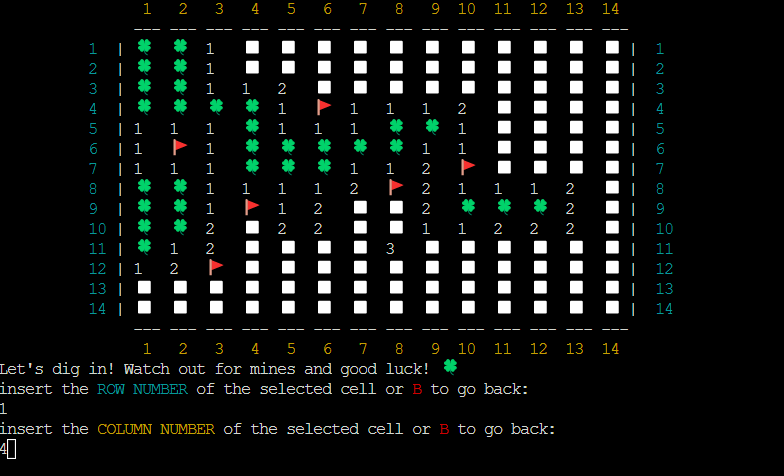 1 2 3 4 5 6 7 8 9 10 11 12 13 14
--- --- --- --- --- --- --- --- --- --- --- --- --- ---
1 | 1 | 1
2 | 1 | 2
3 | 1 1 2 | 3
4 | 1 1 1 1 2 | 4
5 | 1 1 1 1 1 1 1 | 5
6 | 1 1 1 1 | 6
7 | 1 1 1 1 1 2 | 7
8 | 1 1 1 1 2 2 1 1 1 2 | 8
9 | 1 1 2 2 2 | 9
10 | 2 2 2 1 1 2 2 2 | 10
11 | 1 2 3 | 11
12 | 1 2 | 12
13 | | 13
14 | | 14
--- --- --- --- --- --- --- --- --- --- --- --- --- ---
1 2 3 4 5 6 7 8 9 10 11 12 13 14
Let's dig in! Watch out for mines and good luck! 🍀
insert the ROW NUMBER of the selected cell or B to go back:
1
insert the COLUMN NUMBER of the selected cell or B to go back:
4